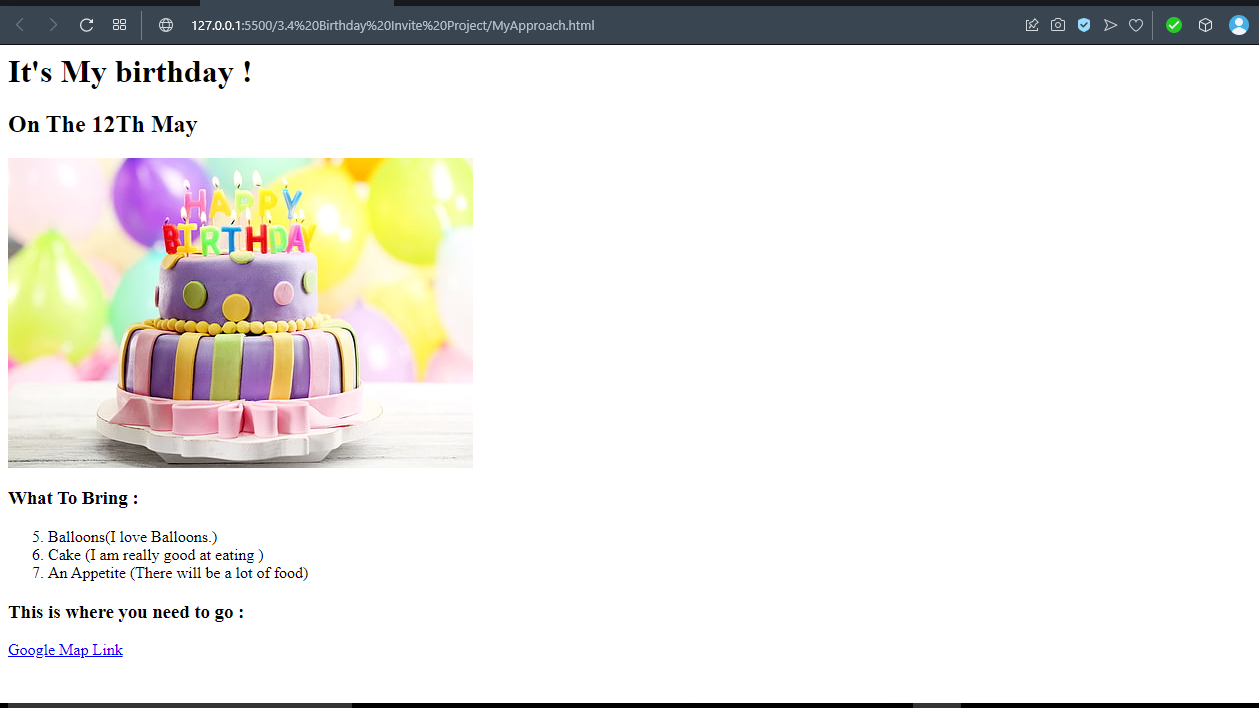 127.0.0.1:5500/3.4%20Birthday%20Invite%20Project/MyApproach.html
It's My birthday !
On The 12Th May
HAPPY
BIRTHDAY
What To Bring :
5. Balloons(I love Balloons.)
6. Cake (I am really good at eating )
7. An Appetite (There will be a lot of food)
This is where you need to go :
Google Map Link